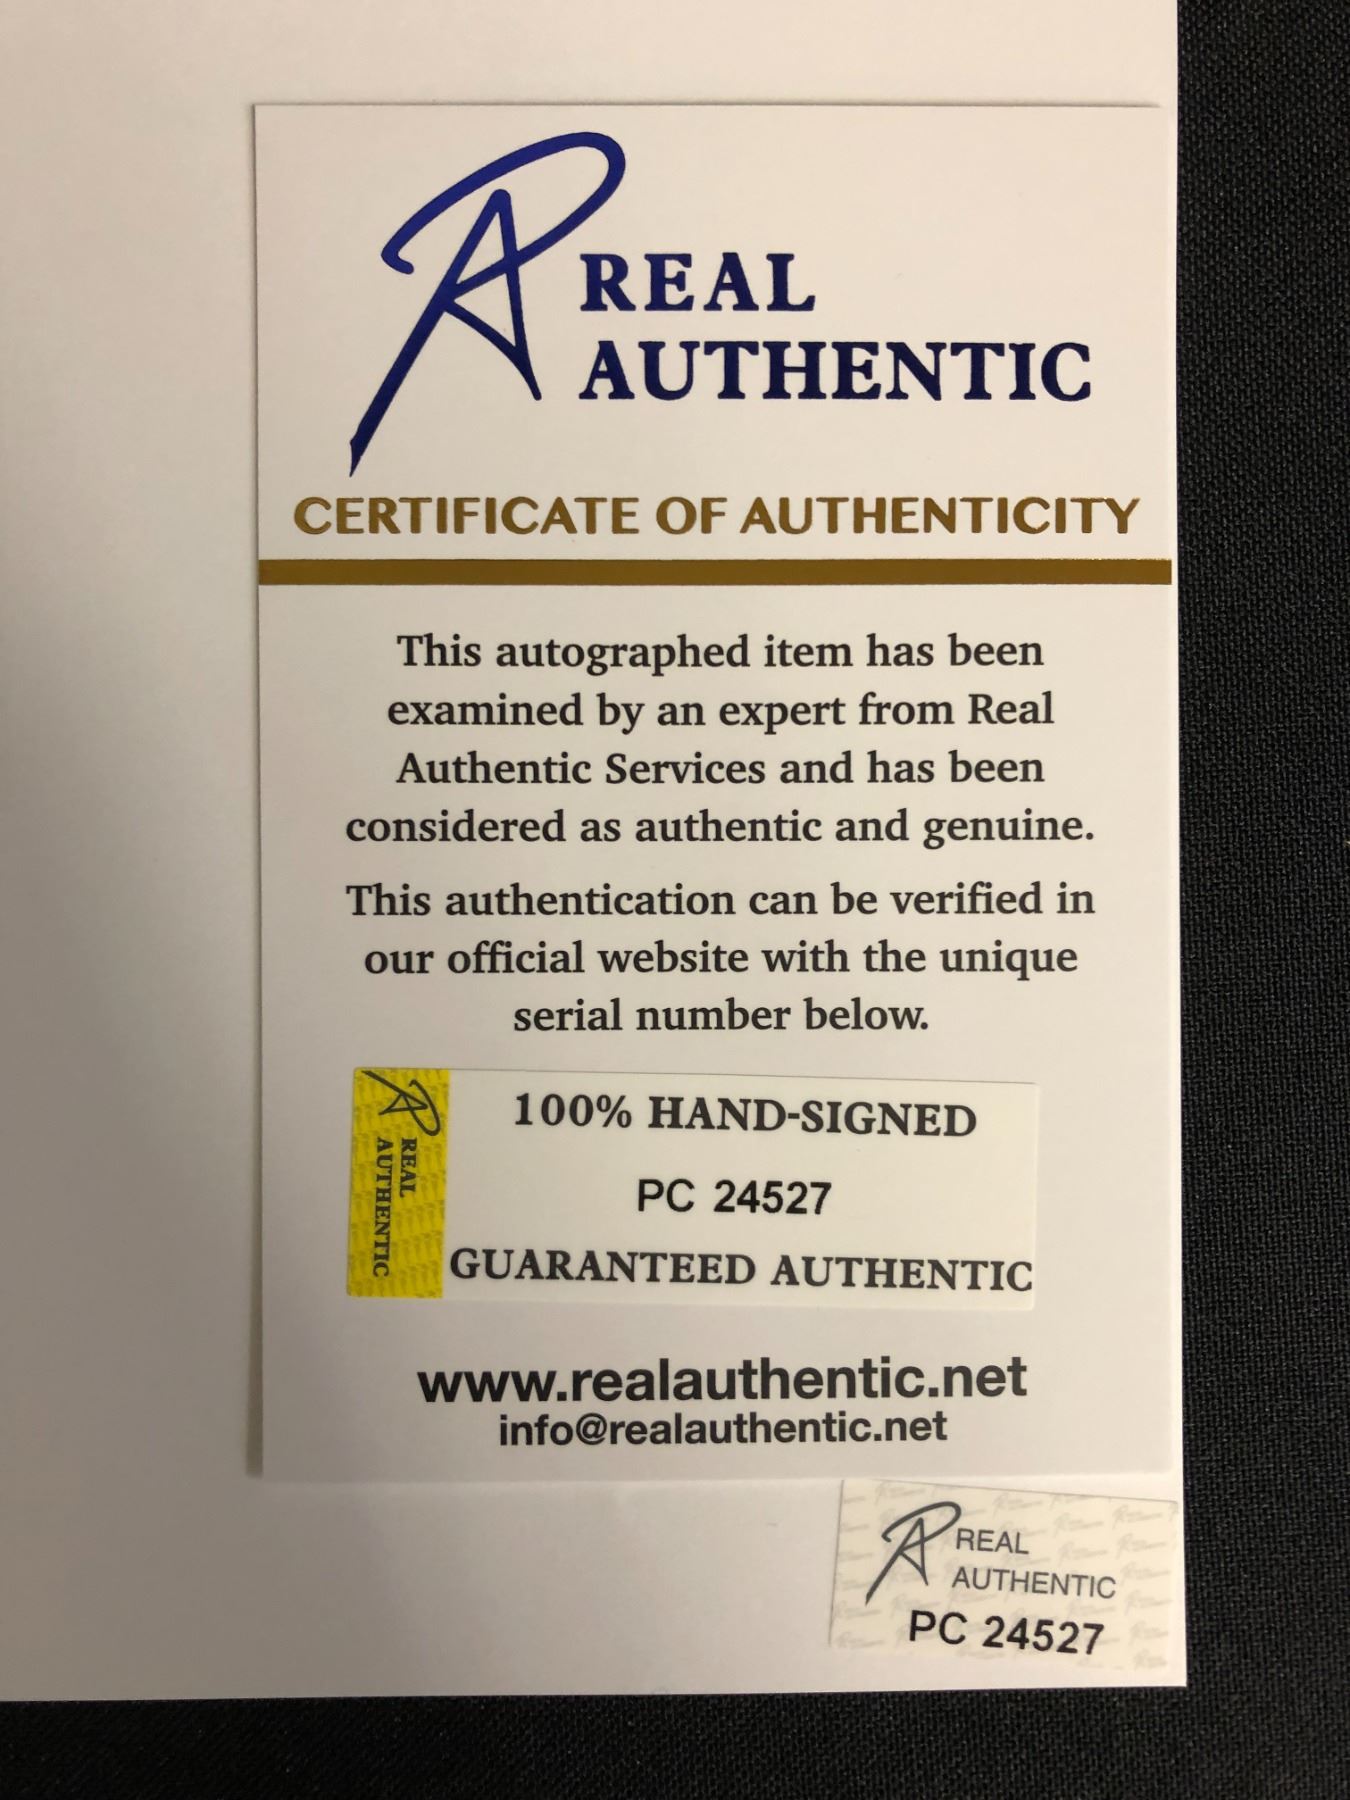 REAL
AUTHENTIC
CERTIFICATE OF AUTHENTICITY
This autographed item has been
examined by an expert from Real
Authentic Services and has been
considered as authentic and genuine.
This authentication can be verified in
our official website with the unique
serial number below.
REAL
AUTHENTIC
100% HAND-SIGNED
PC 24527
GUARANTEED AUTHENTIC
www.realauthentic.net
info@realauthentic.net
REAL
AUTHENTIC
PC 24527